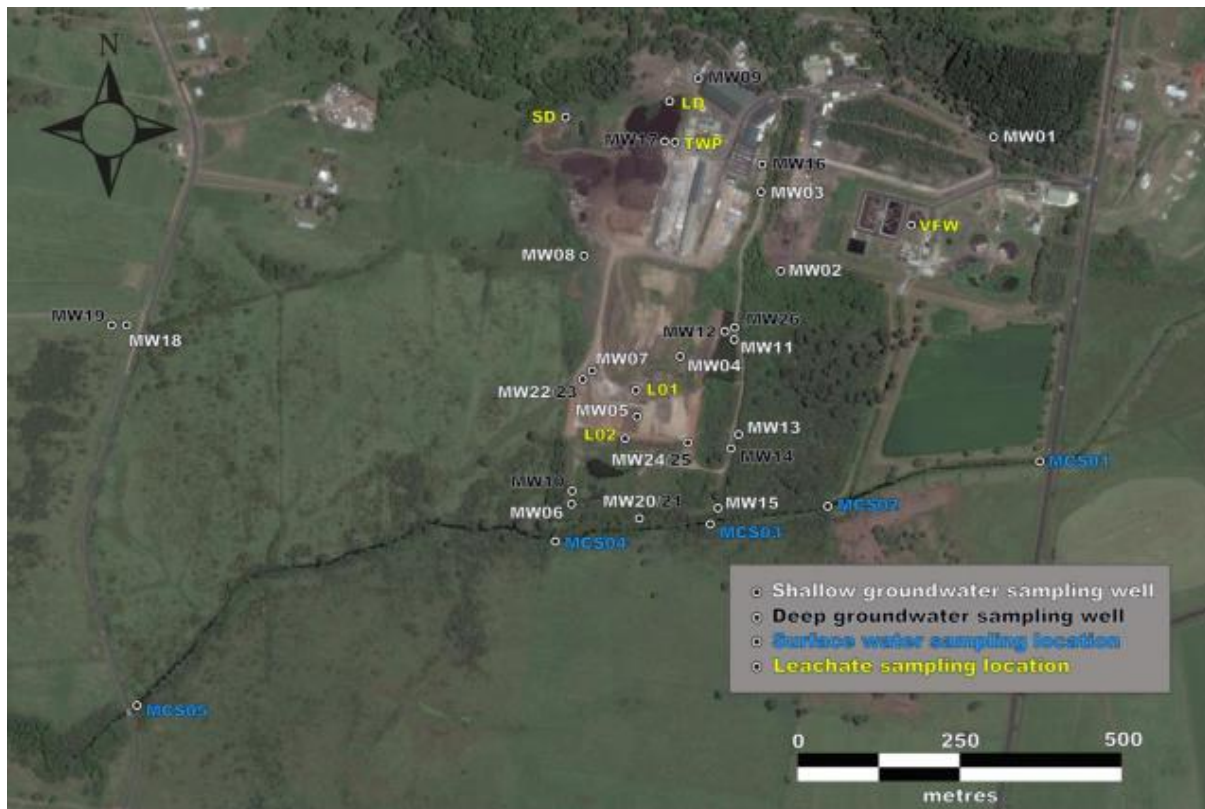 N
MW09
LD
SD
MW17
TWP
MW01
MW16
MW03
VFW
MW08
MW02
MW19
MW18
MW26
MW12
MW11
MW04
MW07
MW22/23
L01
MW05
L02
MW13
MW24/25
MW14
MCS01
MW10
MW20/21
MW15
MW06
MCS02
MCS03
MCS04
Shallow groundwater sampling well
Deep groundwater sampling well
Surface water sampling location
Leachate sampling location
MCS05
0 250 500
metres